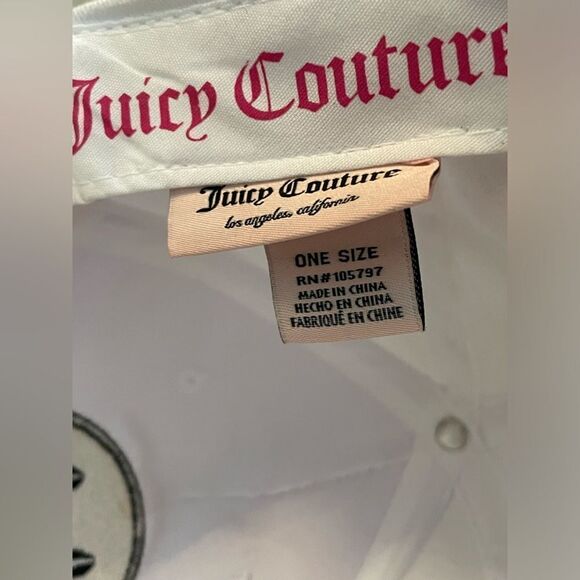 Juicy Couture
Juicy Couture
los angeles, california
ONE SIZE
RN#105797
MADE IN CHINA
HECHO EN CHINA
FABRIQUÉ EN CHINE